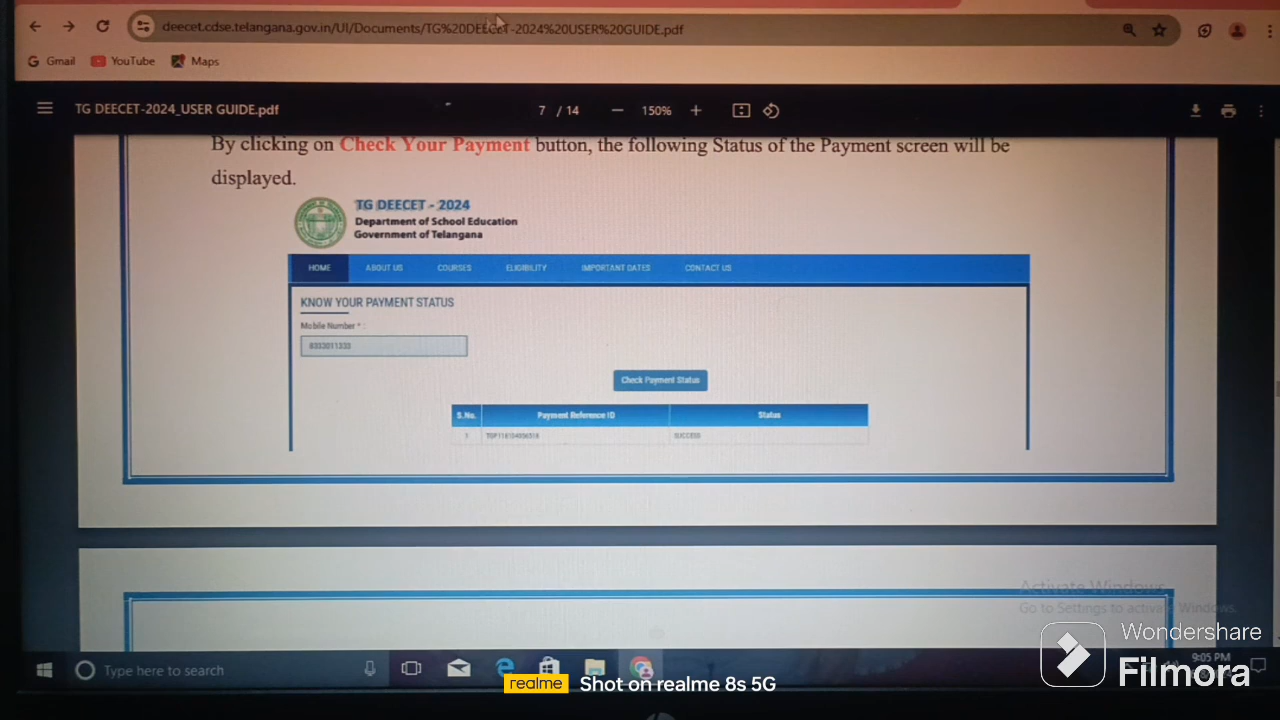 deecet.cdse.telangana.gov.in/UI/Documents/TG%20DEECET-2024%20USER%20GUIDE.pdf
Gmail YouTube Maps
TG DEECET-2024_USER GUIDE.pdf 7 / 14 150%
By clicking on Check Your Payment button, the following Status of the Payment screen will be
displayed.
TG DEECET - 2024
Department of School Education
Government of Telangana
HOME ABOUT US COURSES ELIGIBILITY IMPORTANT DATES CONTACT US
KNOW YOUR PAYMENT STATUS
Mobile Number * :
8333011333
Check Payment Status
S.No. Payment Reference ID Status
1 SUCCESS
Activate Windows
Go to Settings to activate Windows.
Wondershare
Filmora
Type here to search
9:05 PM
realme Shot on realme 8s 5G